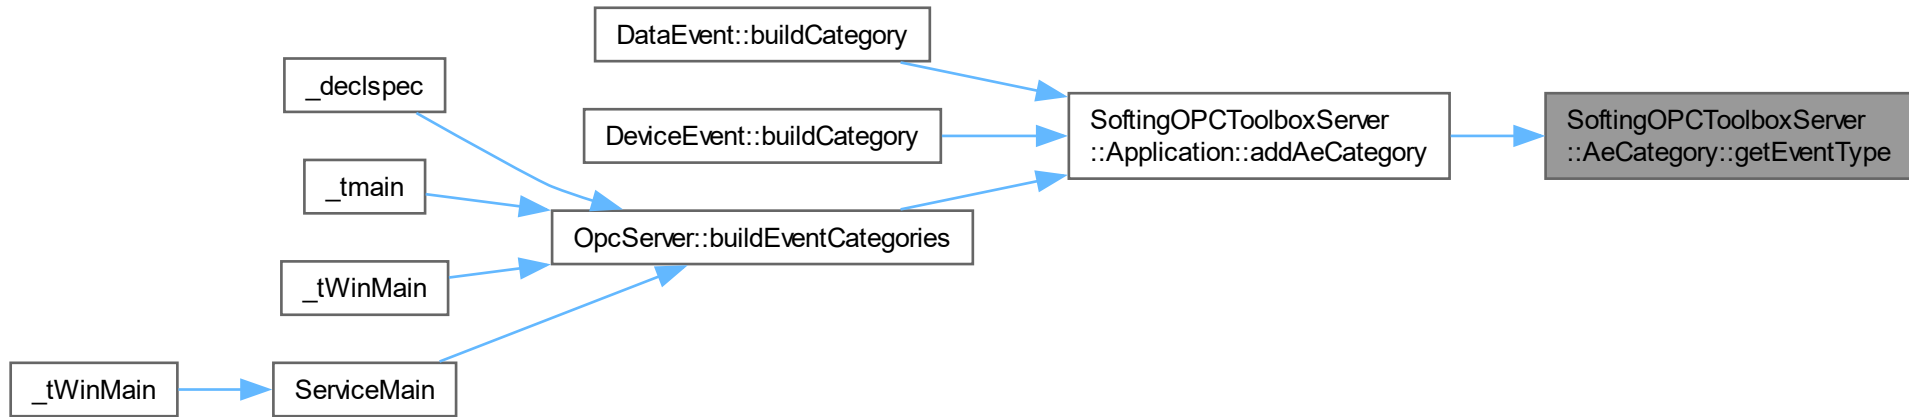 DataEvent::buildCategory
_declspec
SoftingOPCToolboxServer
::Application::addAeCategory
SoftingOPCToolboxServer
::AeCategory::getEventType
DeviceEvent::buildCategory
_tmain
OpcServer::buildEventCategories
_tWinMain
_tWinMain
ServiceMain